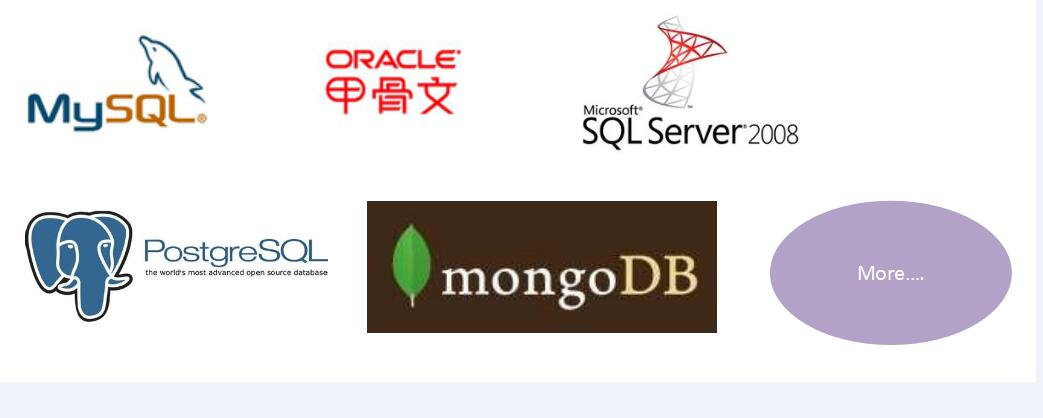 MySQL®
ORACLE®
甲骨文
Microsoft®
SQL Server® 2008
PostgreSQL
the world's most advanced open source database
mongoDB
More....